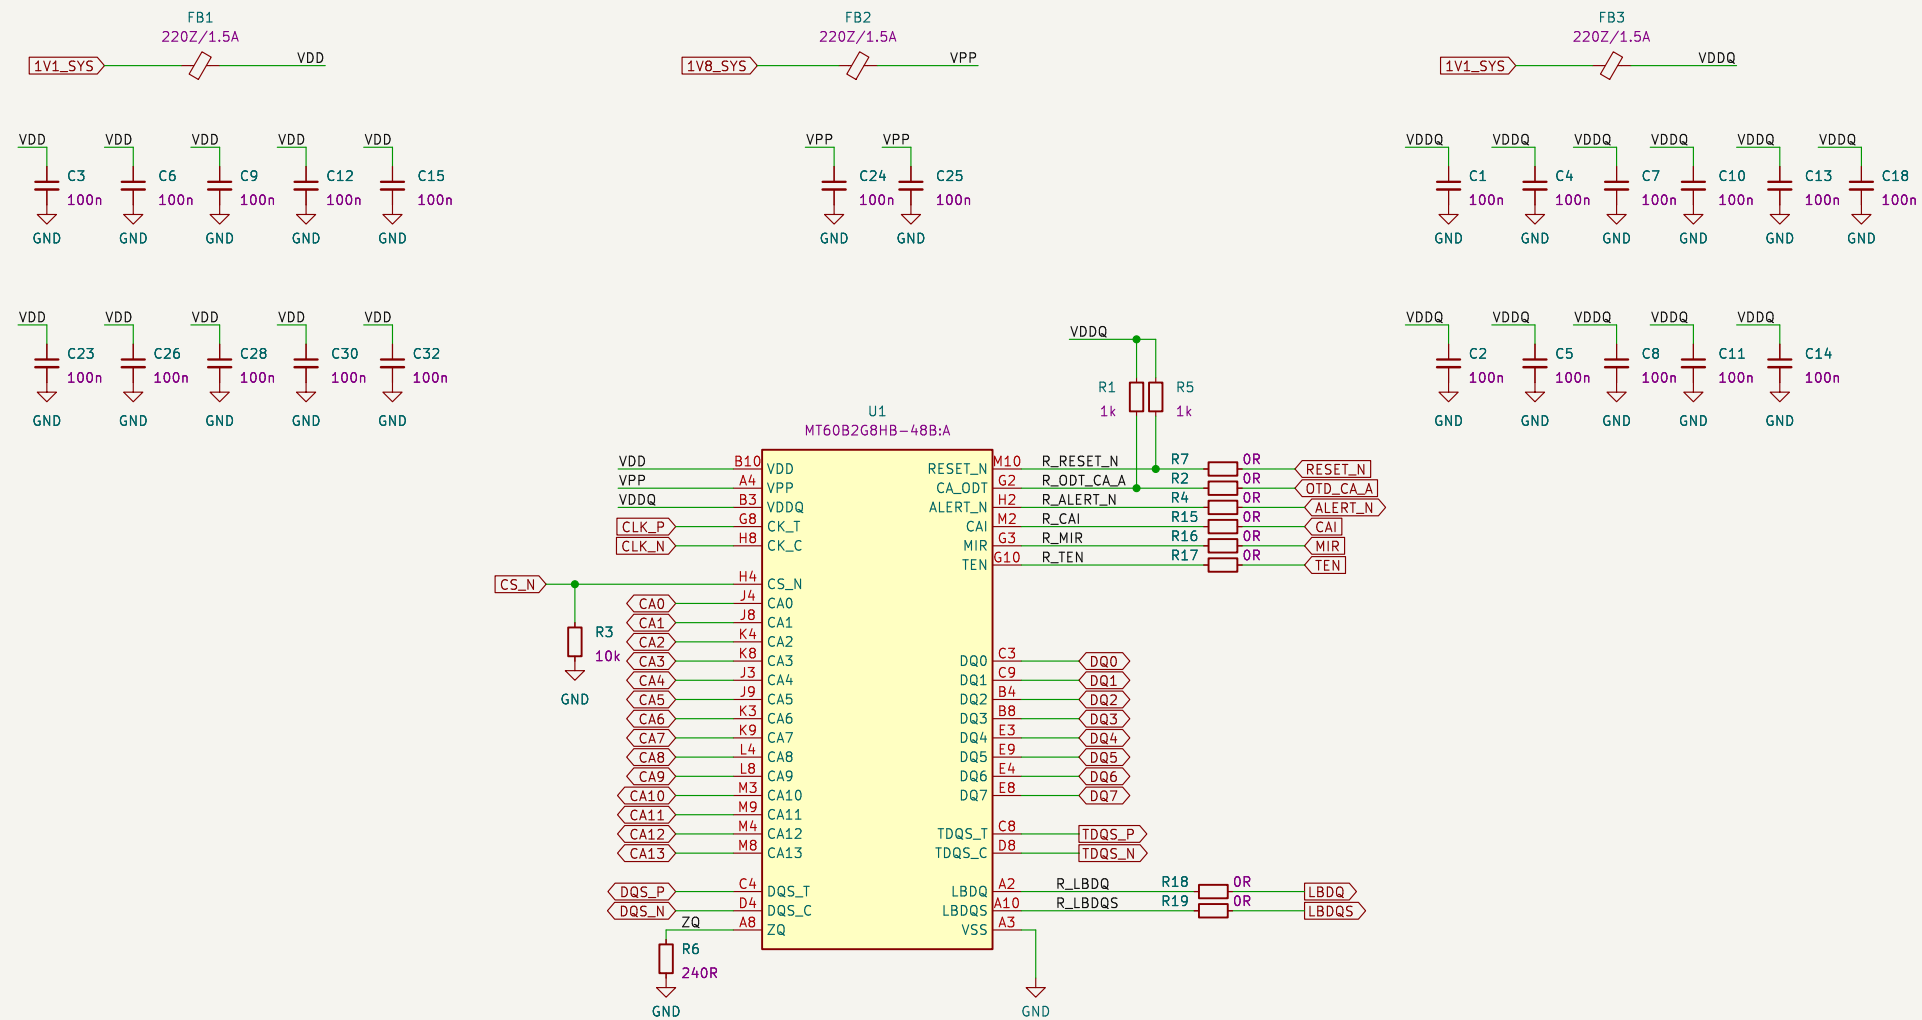 FB1
220Z/1.5A
1V1_SYS
VDD
FB2
220Z/1.5A
1V8_SYS
VPP
FB3
220Z/1.5A
1V1_SYS
VDDQ
VDD
C3
100n
GND
VDD
C6
100n
GND
VDD
C9
100n
GND
VDD
C12
100n
GND
VDD
C15
100n
GND
VPP
C24
100n
GND
VPP
C25
100n
GND
VDDQ
C1
100n
GND
VDDQ
C4
100n
GND
VDDQ
C7
100n
GND
VDDQ
C10
100n
GND
VDDQ
C13
100n
GND
VDDQ
C18
100n
GND
VDD
C23
100n
GND
VDD
C26
100n
GND
VDD
C28
100n
GND
VDD
C30
100n
GND
VDD
C32
100n
GND
VDDQ
C2
100n
GND
VDDQ
C5
100n
GND
VDDQ
C8
100n
GND
VDDQ
C11
100n
GND
VDDQ
C14
100n
GND
VDDQ
R1
1k
R5
1k
U1
MT60B2G8HB-48B:A
VDD B10 VDD
VPP A4 VPP
VDDQ B3 VDDQ
CLK_P G8 CK_T
CLK_N H8 CK_C
CS_N H4 CS_N
R3
10k
GND
CA0 J4 CA0
CA1 J8 CA1
CA2 K4 CA2
CA3 K8 CA3
CA4 J3 CA4
CA5 J9 CA5
CA6 K3 CA6
CA7 K9 CA7
CA8 L4 CA8
CA9 L8 CA9
CA10 M3 CA10
CA11 M9 CA11
CA12 M4 CA12
CA13 M8 CA13
DQS_P C4 DQS_T
DQS_N D4 DQS_C
ZQ A8 ZQ
R6
240R
GND
RESET_N M10 R_RESET_N R7 0R RESET_N
CA_ODT G2 R_ODT_CA_A R2 0R OTD_CA_A
ALERT_N H2 R_ALERT_N R4 0R ALERT_N
CAI M2 R_CAI R15 0R CAI
MIR G3 R_MIR R16 0R MIR
TEN G10 R_TEN R17 0R TEN
DQ0 C3 DQ0
DQ1 C9 DQ1
DQ2 B4 DQ2
DQ3 B8 DQ3
DQ4 E3 DQ4
DQ5 E9 DQ5
DQ6 E4 DQ6
DQ7 E8 DQ7
TDQS_T C8 TDQS_P
TDQS_C D8 TDQS_N
LBDQ A2 R_LBDQ R18 0R LBDQ
LBDQS A10 R_LBDQS R19 0R LBDQS
VSS A3
GND